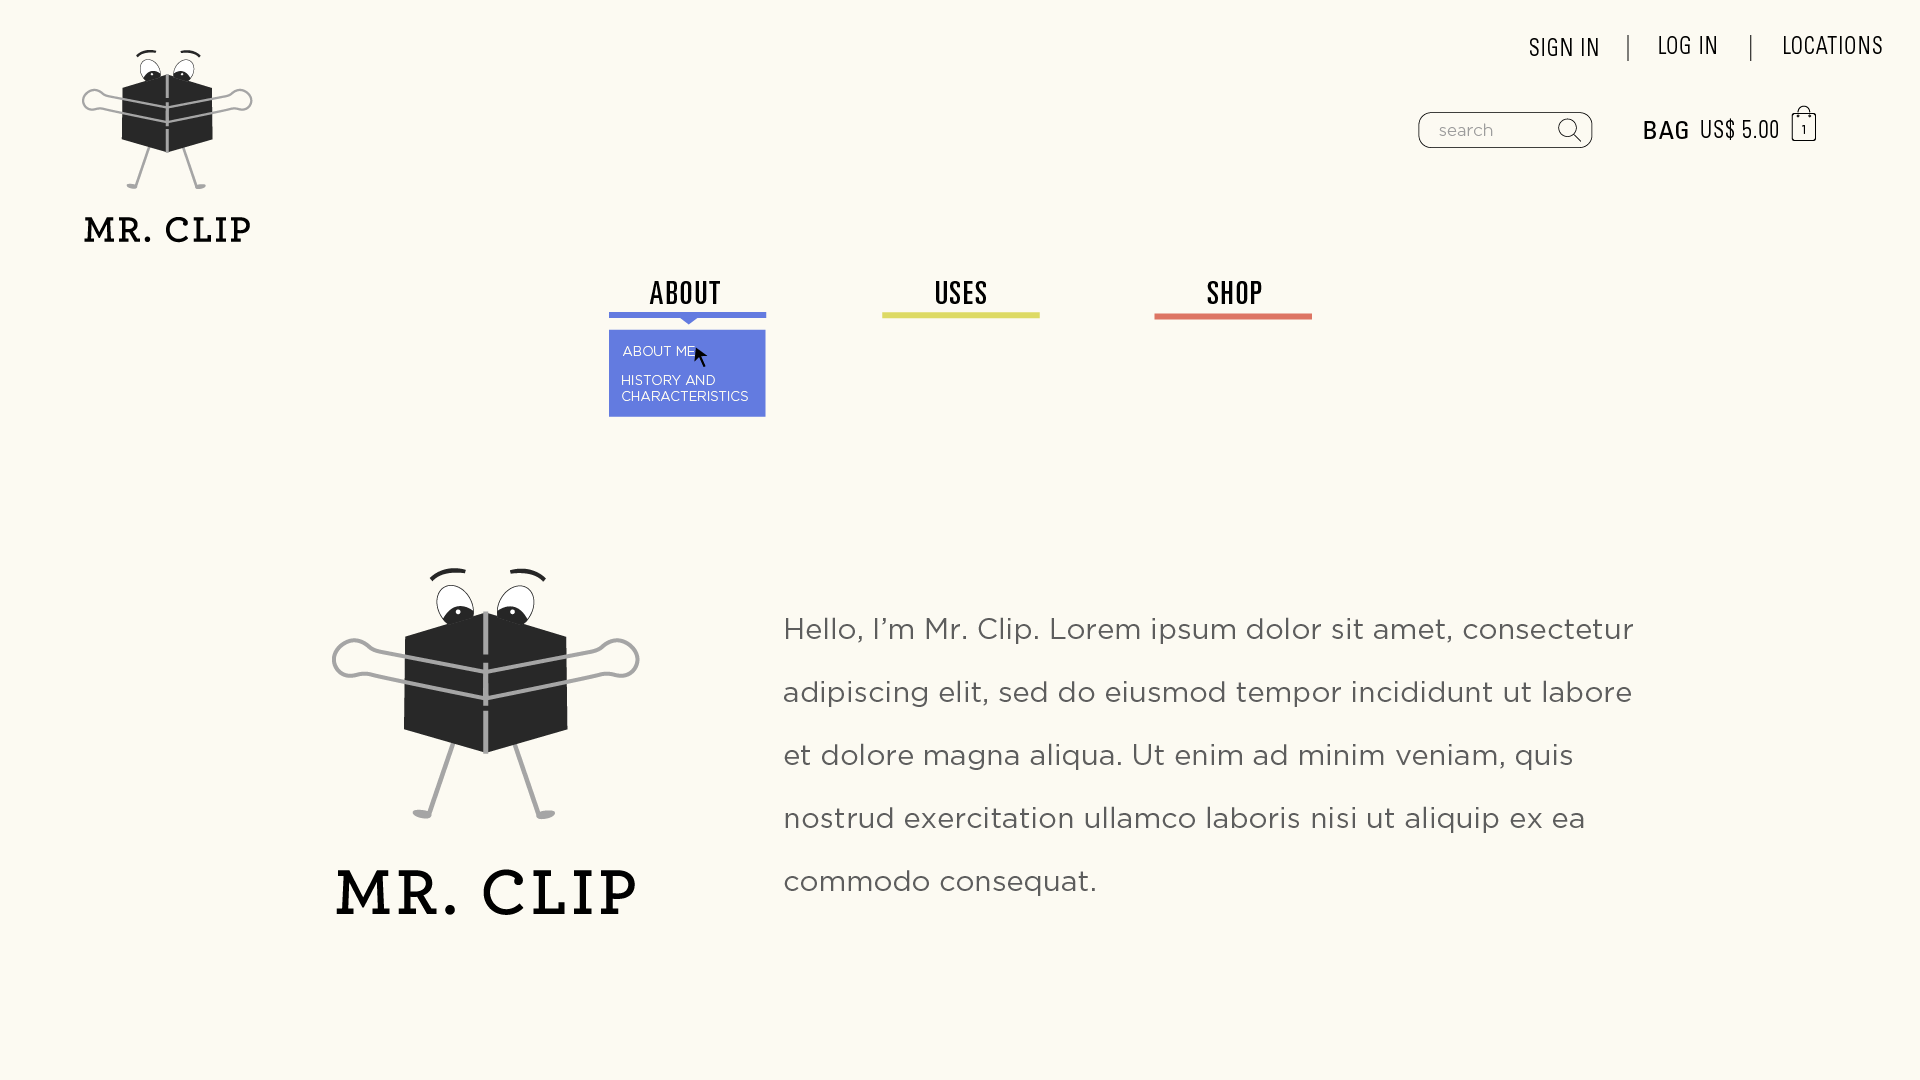 SIGN IN | LOG IN | LOCATIONS
search
BAG US$ 5.00 1
MR. CLIP
ABOUT USES SHOP
ABOUT ME
HISTORY AND
CHARACTERISTICS
Hello, I’m Mr. Clip. Lorem ipsum dolor sit amet, consectetur
adipiscing elit, sed do eiusmod tempor incididunt ut labore
et dolore magna aliqua. Ut enim ad minim veniam, quis
nostrud exercitation ullamco laboris nisi ut aliquip ex ea
commodo consequat.
MR. CLIP